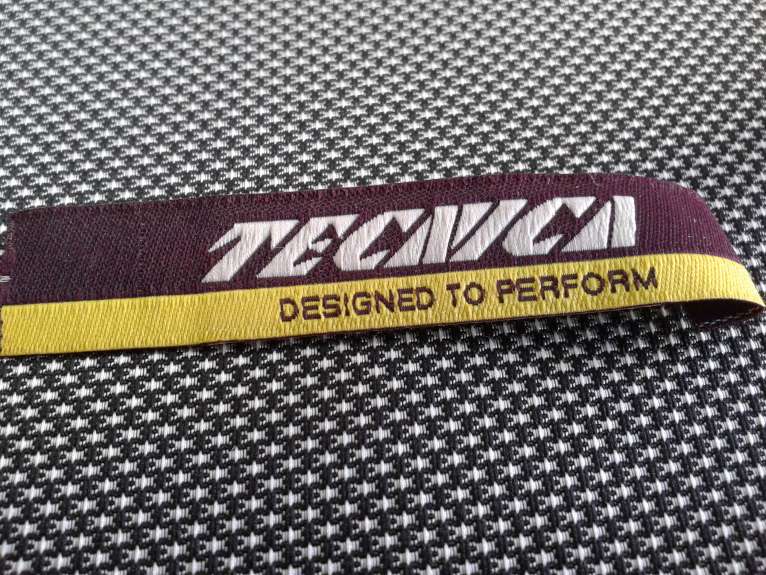 TECNICA
DESIGNED TO PERFORM